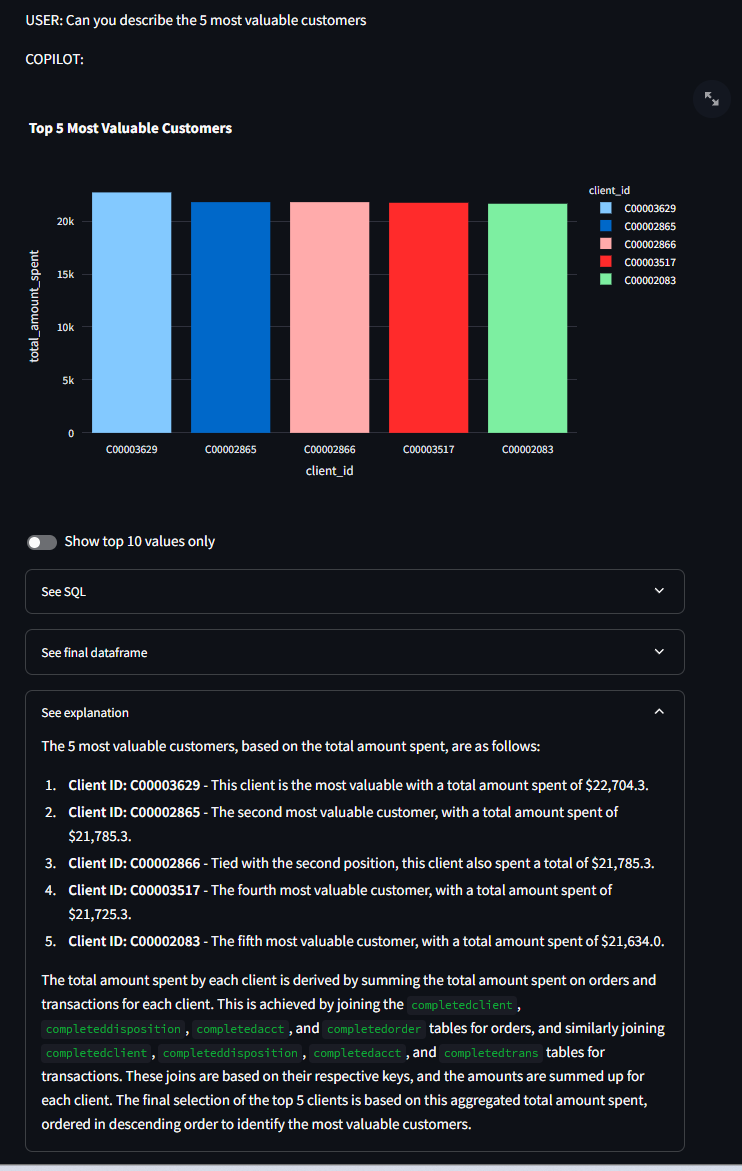 USER: Can you describe the 5 most valuable customers
COPILOT:
Top 5 Most Valuable Customers
client_id
C00003629
C00002865
C00002866
C00003517
C00002083
total_amount_spent
20k
15k
10k
5k
0
C00003629 C00002865 C00002866 C00003517 C00002083
client_id
Show top 10 values only
See SQL
See final dataframe
See explanation
The 5 most valuable customers, based on the total amount spent, are as follows:
1. Client ID: C00003629 - This client is the most valuable with a total amount spent of $22,704.3.
2. Client ID: C00002865 - The second most valuable customer, with a total amount spent of
$21,785.3.
3. Client ID: C00002866 - Tied with the second position, this client also spent a total of $21,785.3.
4. Client ID: C00003517 - The fourth most valuable customer, with a total amount spent of
$21,725.3.
5. Client ID: C00002083 - The fifth most valuable customer, with a total amount spent of $21,634.0.
The total amount spent by each client is derived by summing the total amount spent on orders and
transactions for each client. This is achieved by joining the completedclient ,
completeddisposition , completedacct , and completedorder tables for orders, and similarly joining
completedclient , completeddisposition , completedacct , and completedtrans tables for
transactions. These joins are based on their respective keys, and the amounts are summed up for
each client. The final selection of the top 5 clients is based on this aggregated total amount spent,
ordered in descending order to identify the most valuable customers.